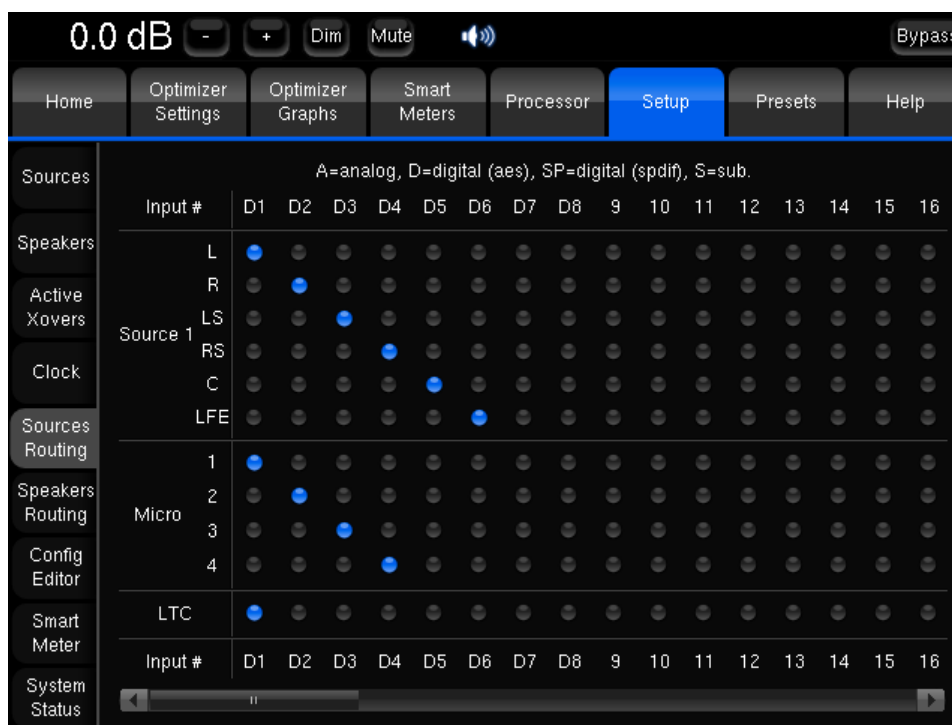 0.0 dB - + Dim Mute Bypass
Home Optimizer Settings Optimizer Graphs Smart Meters Processor Setup Presets Help
Sources
Speakers
Active
Xovers
Clock
Sources
Routing
Speakers
Routing
Config
Editor
Smart
Meter
System
Status
A=analog, D=digital (aes), SP=digital (spdif), S=sub.
Input # D1 D2 D3 D4 D5 D6 D7 D8 9 10 11 12 13 14 15 16
Source 1
L
R
LS
RS
C
LFE
Micro
1
2
3
4
LTC
Input # D1 D2 D3 D4 D5 D6 D7 D8 9 10 11 12 13 14 15 16